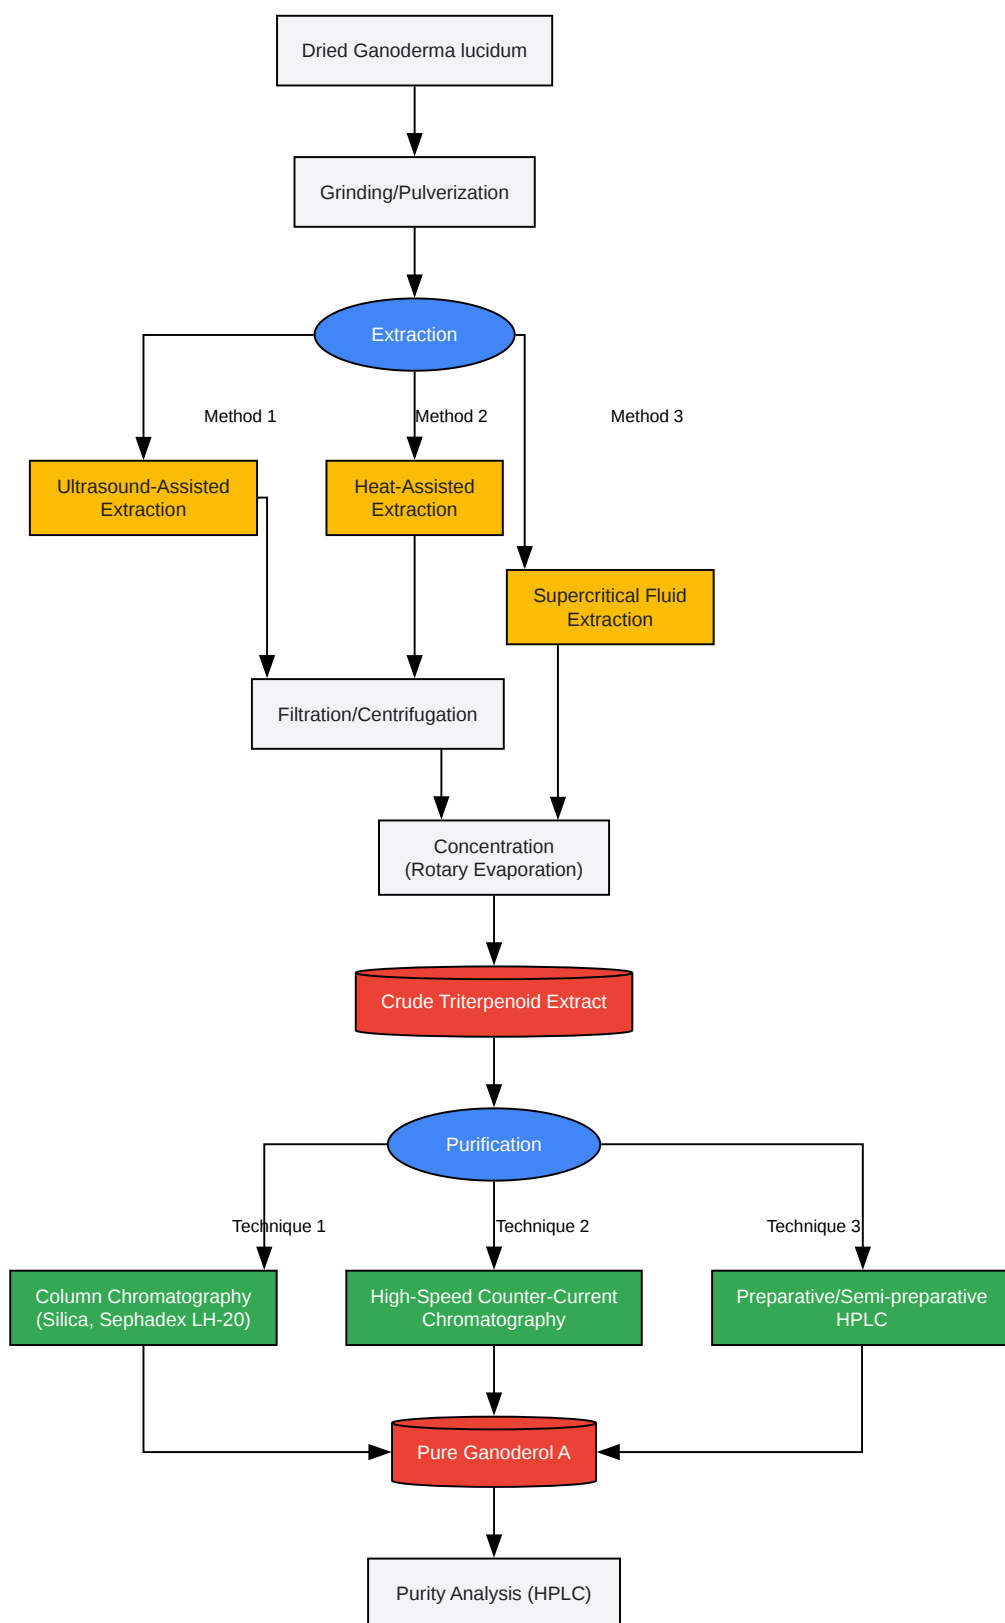 Dried Ganoderma lucidum
Grinding/Pulverization
Extraction
Method 1
Method 2
Method 3
Ultrasound-Assisted
Extraction
Heat-Assisted
Extraction
Supercritical Fluid
Extraction
Filtration/Centrifugation
Concentration
(Rotary Evaporation)
Crude Triterpenoid Extract
Purification
Technique 1
Technique 2
Technique 3
Column Chromatography
(Silica, Sephadex LH-20)
High-Speed Counter-Current
Chromatography
Preparative/Semi-preparative
HPLC
Pure Ganoderol A
Purity Analysis (HPLC)